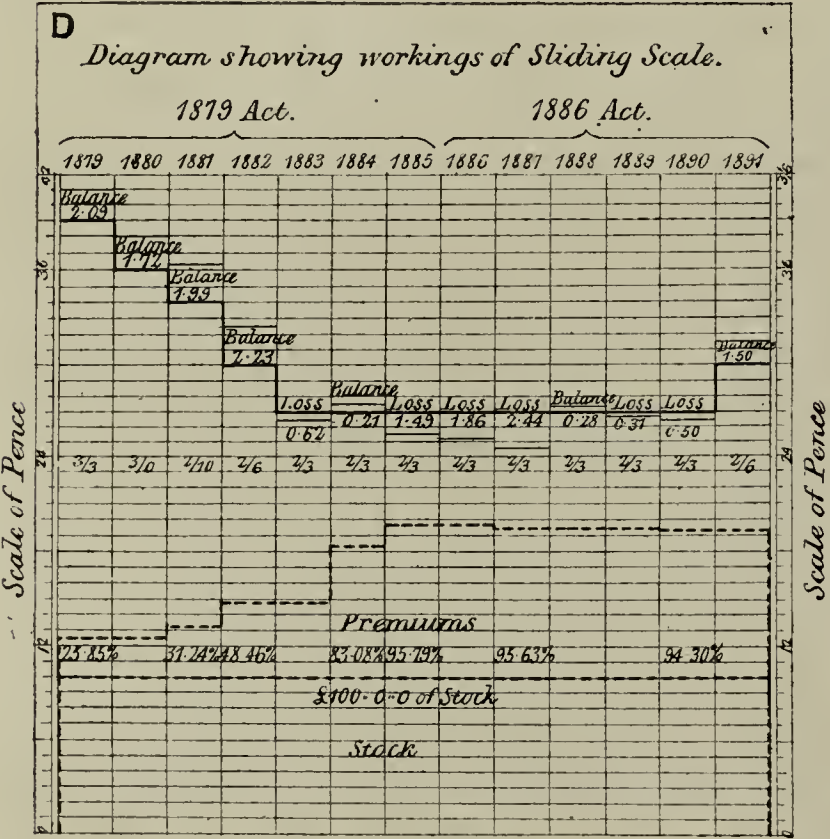 D
Diagram showing workings of Sliding Scale.
1879 Act. 1886 Act.
1879 1880 1881 1882 1883 1884 1885 1886 1887 1888 1889 1890 1891
42
Balance
2·09
Balance
1·72
36 36
Balance
1·99
Balance
2·23
Balance
1·50
Loss Balance Loss Loss Loss Balance Loss Loss
0·62 0·21 1·49 1·86 2·44 0·28 0·31 0·50
24 3/3 3/0 2/10 2/6 2/3 2/3 2/3 2/3 2/3 2/3 2/3 2/3 2/6 24
Scale of Pence
Scale of Pence
Premiums
12 25·85% 31·24% 48·46% 83·08% 95·79% 95·63% 94·30% 12
£100-0-0 of Stock
Stock
0 0